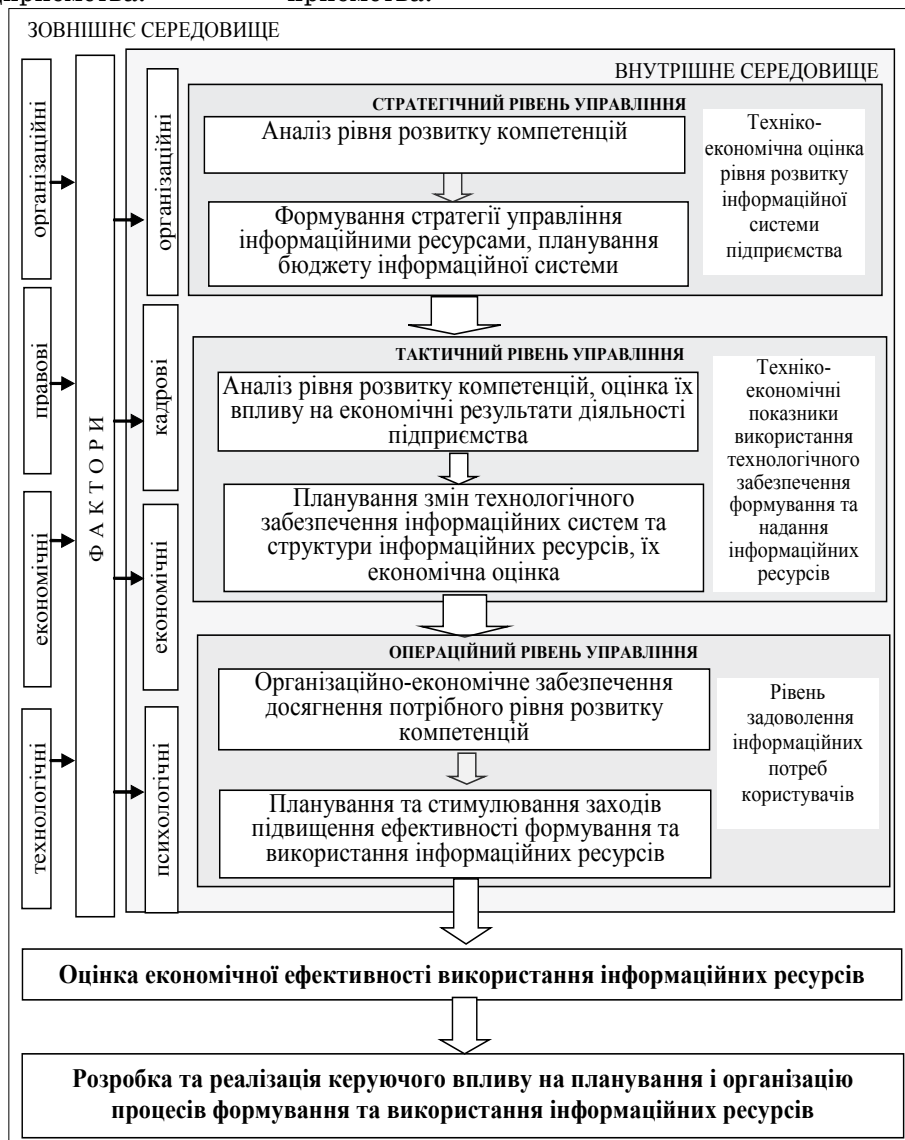 приємства.
ЗОВНІШНЄ СЕРЕДОВИЩЕ
організаційні
правові
економічні
технологічні
ФАКТОРИ
організаційні
кадрові
економічні
психологічні
ВНУТРІШНЕ СЕРЕДОВИЩЕ
СТРАТЕГІЧНИЙ РІВЕНЬ УПРАВЛІННЯ
Аналіз рівня розвитку компетенцій
Формування стратегії управління
інформаційними ресурсами, планування
бюджету інформаційної системи
Техніко-
економічна оцінка
рівня розвитку
інформаційної
системи
підприємства
ТАКТИЧНИЙ РІВЕНЬ УПРАВЛІННЯ
Аналіз рівня розвитку компетенцій, оцінка їх
впливу на економічні результати діяльності
підприємства
Планування змін технологічного
забезпечення інформаційних систем та
структури інформаційних ресурсів, їх
економічна оцінка
Техніко-
економічні
показники
використання
технологічного
забезпечення
формування та
надання
інформаційних
ресурсів
ОПЕРАЦІЙНИЙ РІВЕНЬ УПРАВЛІННЯ
Організаційно-економічне забезпечення
досягнення потрібного рівня розвитку
компетенцій
Планування та стимулювання заходів
підвищення ефективності формування та
використання інформаційних ресурсів
Рівень
задоволення
інформаційних
потреб
користувачів
Оцінка економічної ефективності використання інформаційних ресурсів
Розробка та реалізація керуючого впливу на планування і організацію
процесів формування та використання інформаційних ресурсів